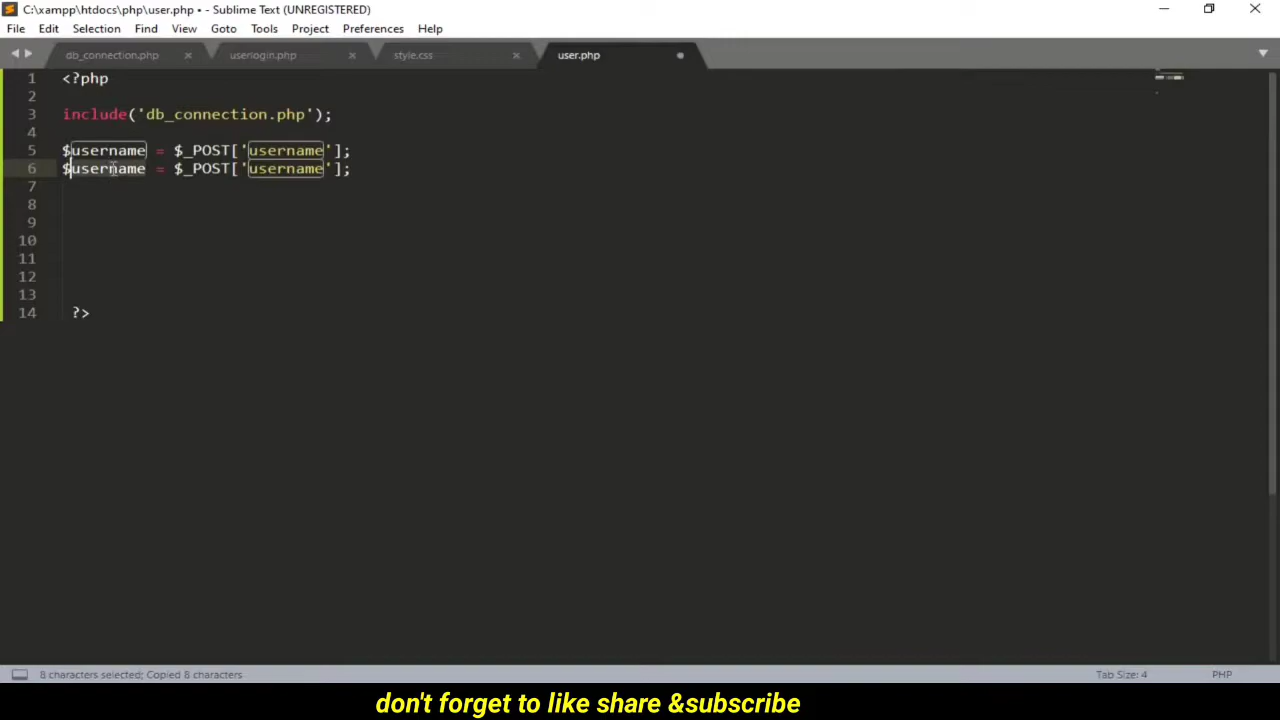 C:\xampp\htdocs\php\user.php • - Sublime Text (UNREGISTERED)
File Edit Selection Find View Goto Tools Project Preferences Help
db_connection.php userlogin.php style.css user.php
1 <?php
2
3 include('db_connection.php');
4
5 $username = $_POST['username'];
6 $username = $_POST['username'];
7
8
9
10
11
12
13
14 ?>
8 characters selected; Copied 8 characters Tab Size: 4 PHP
don't forget to like share &subscribe